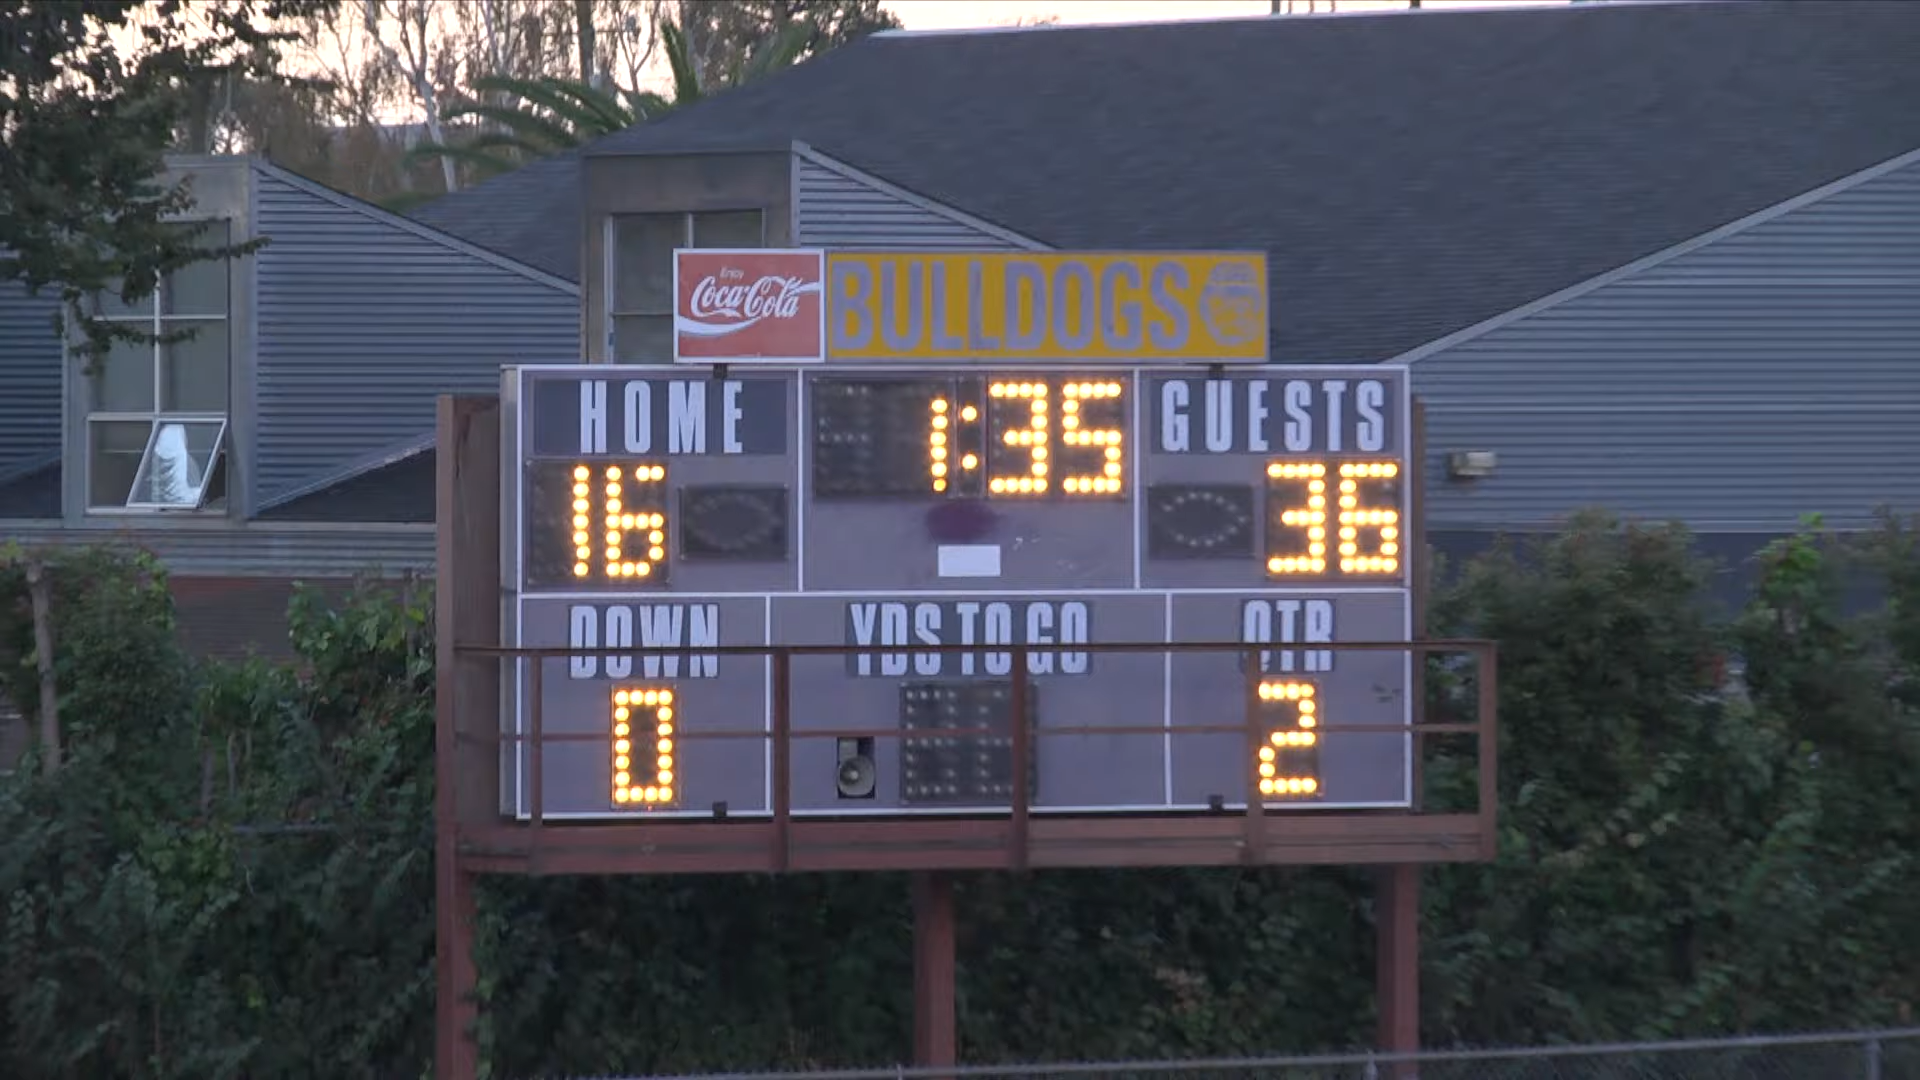 Enjoy
Coca-Cola
BULLDOGS
HOME 1:35 GUESTS
16 36
DOWN YDS TO GO QTR
0 2